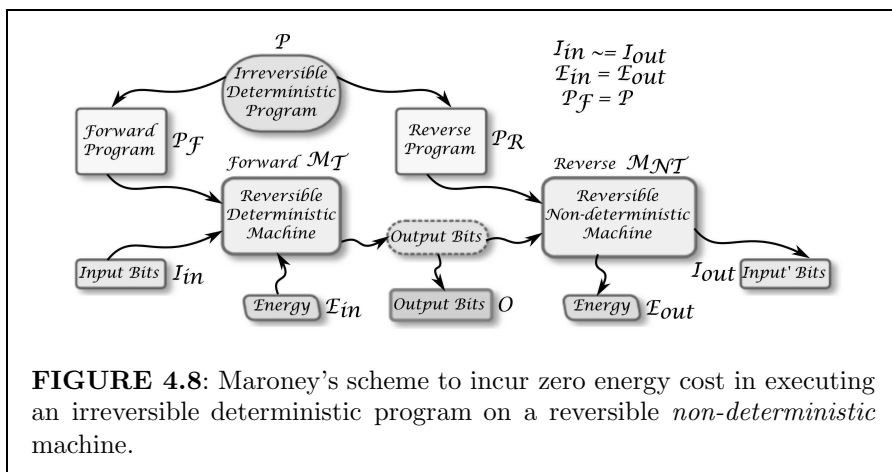 P
Irreversible
Deterministic
Program
I_in ~= I_out
E_in = E_out
P_F = P
Forward
Program
P_F
Reverse
Program
P_R
Forward M_T
Reversible
Deterministic
Machine
Reverse M_NT
Reversible
Non-deterministic
Machine
Output Bits
Input Bits
I_in
I_out
Input' Bits
Energy
E_in
Output Bits
O
Energy
E_out
FIGURE 4.8: Maroney's scheme to incur zero energy cost in executing
an irreversible deterministic program on a reversible non-deterministic
machine.